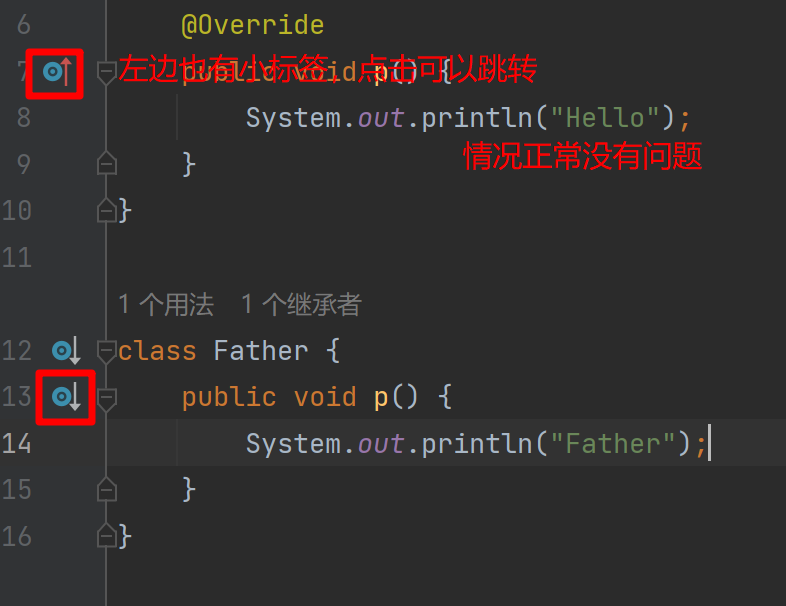 6 @Override
7 public void p() {
左边也有小标签，点击可以跳转
8 System.out.println("Hello");
9 }
情况正常没有问题
10 }
11
1 个用法 1 个继承者
12 class Father {
13 public void p() {
14 System.out.println("Father");
15 }
16 }